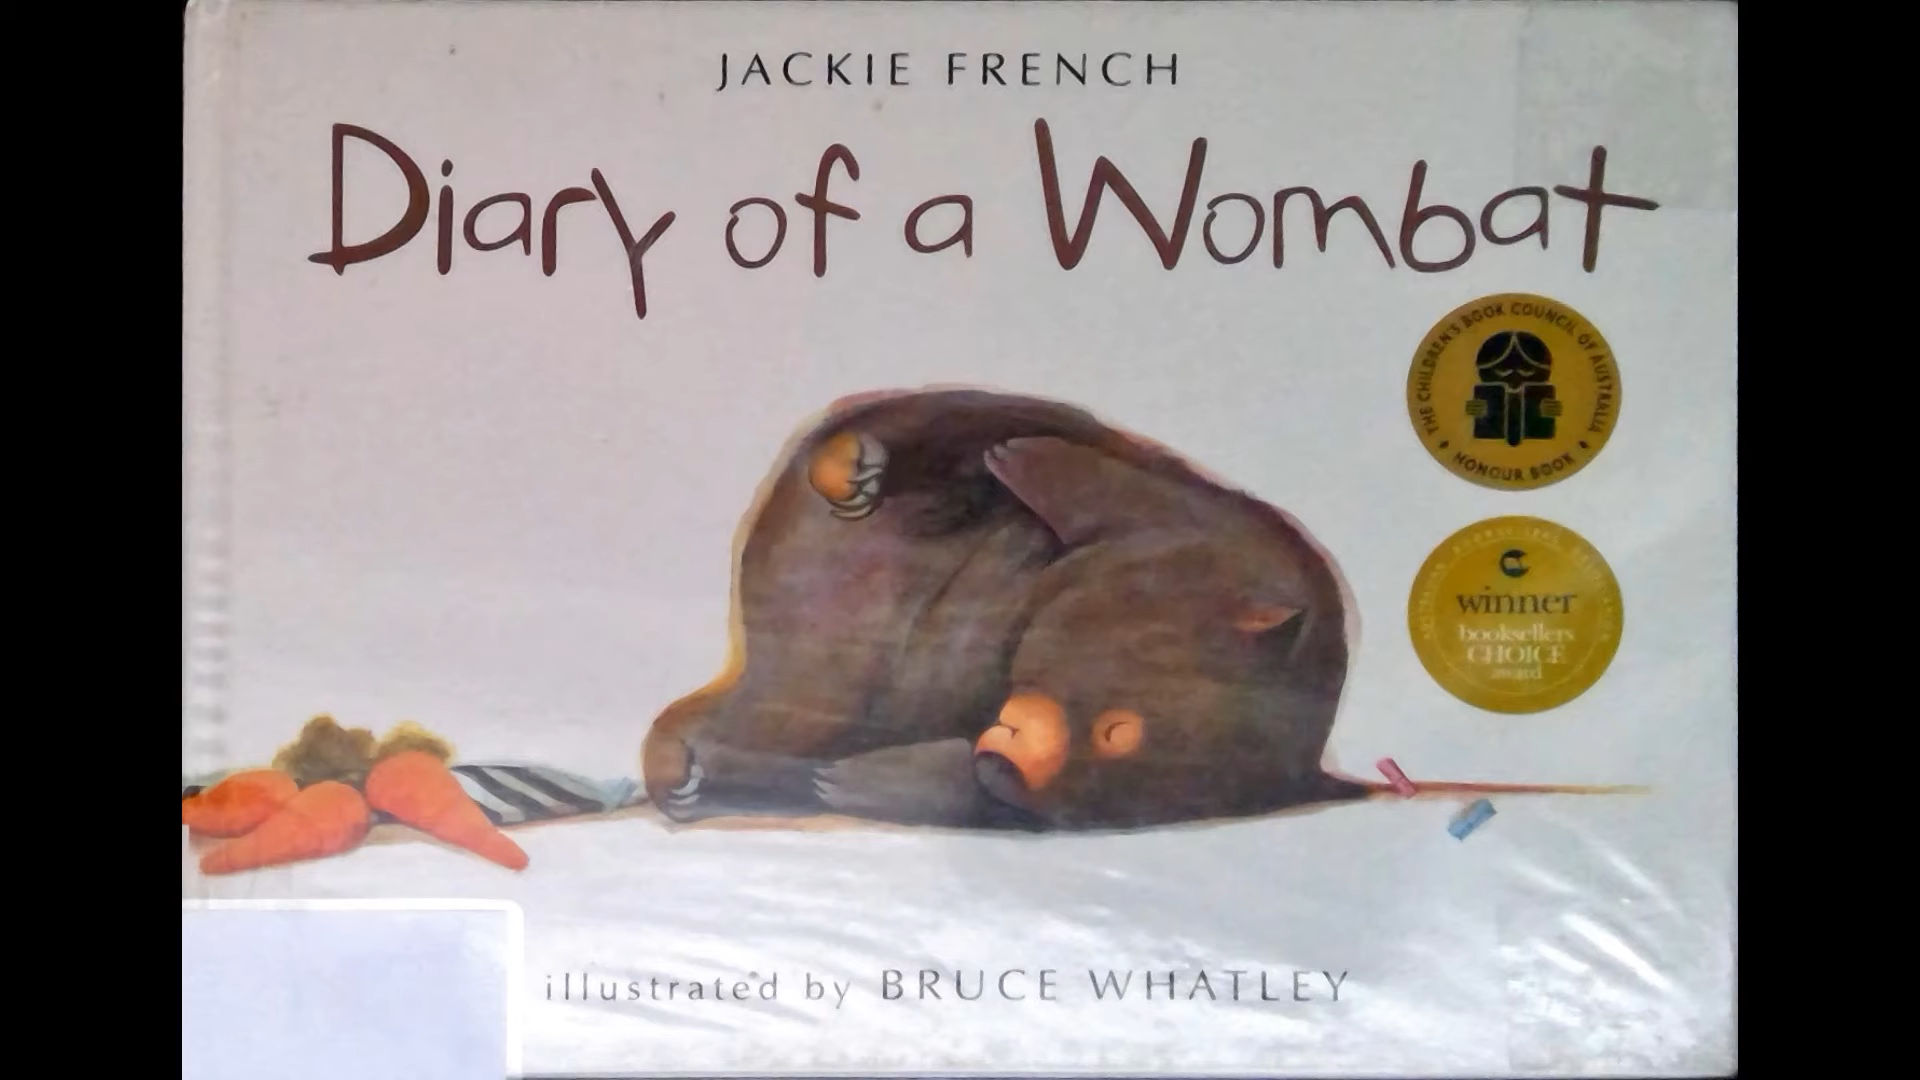 JACKIE FRENCH
Diary of a Wombat
THE CHILDREN'S BOOK COUNCIL OF AUSTRALIA
HONOUR BOOK
winner
booksellers
CHOICE
award
illustrated by BRUCE WHATLEY